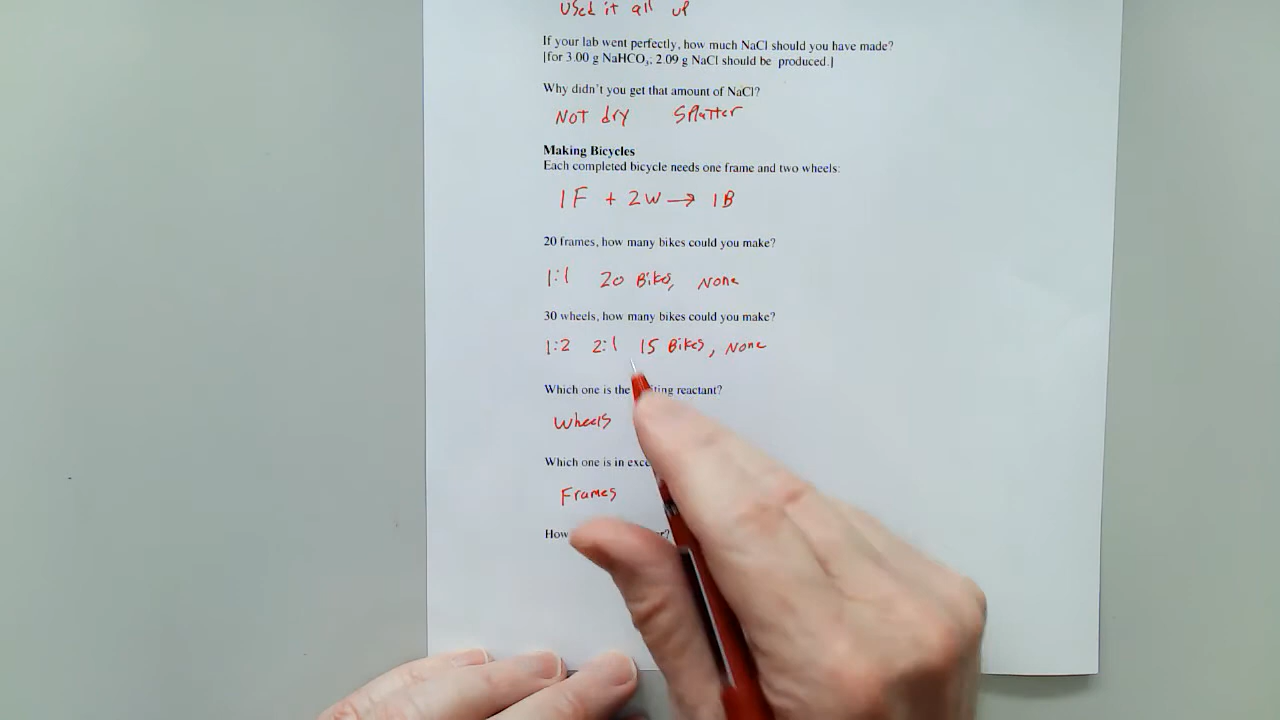 Used it all up
If your lab went perfectly, how much NaCl should you have made?
[for 3.00 g NaHCO₃; 2.09 g NaCl should be produced.]
Why didn't you get that amount of NaCl?
Not dry Splatter
Making Bicycles
Each completed bicycle needs one frame and two wheels:
1F + 2W → 1B
20 frames, how many bikes could you make?
1:1 20 Bikes, None
30 wheels, how many bikes could you make?
1:2 2:1 15 Bikes, None
Which one is the reactant?
Wheels
Which one is in
Frames
How